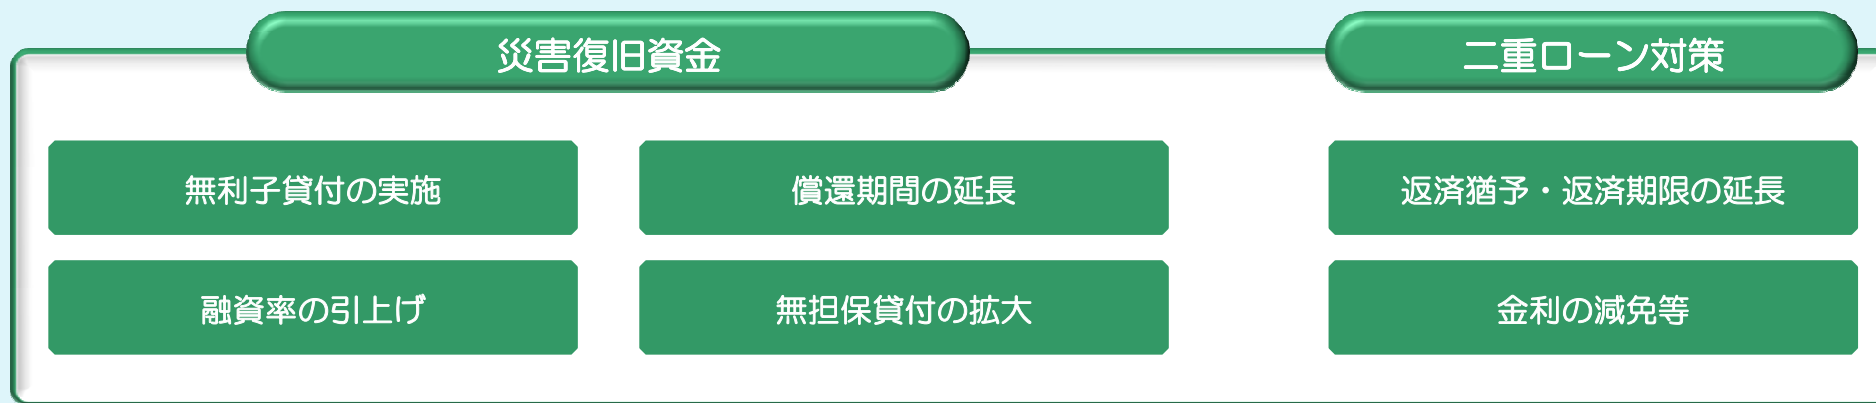 災害復旧資金
二重ローン対策
無利子貸付の実施
償還期間の延長
返済猶予・返済期限の延長
融資率の引上げ
無担保貸付の拡大
金利の減免等